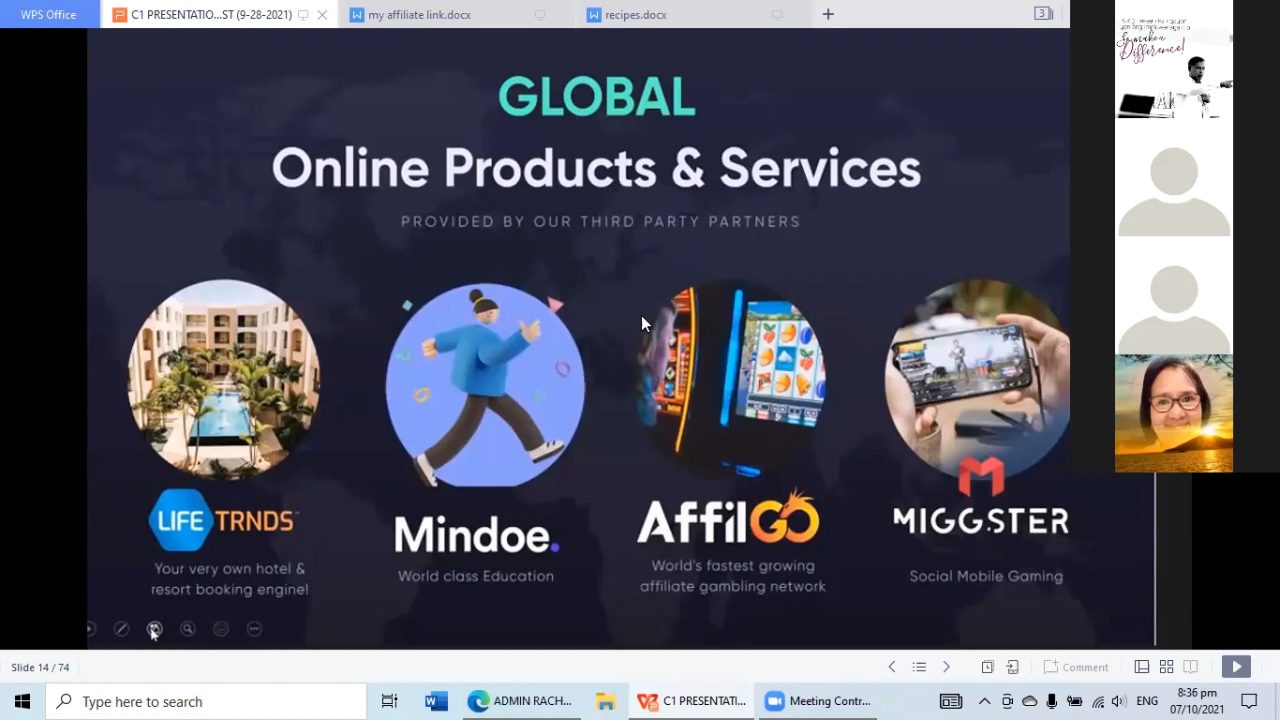 WPS Office
C1 PRESENTATIO...ST (9-28-2021)
my affiliate link.docx
recipes.docx
3
Difference!
GLOBAL
Online Products & Services
PROVIDED BY OUR THIRD PARTY PARTNERS
LIFE TRNDS™
Your very own hotel &
resort booking engine!
Mindoe.
World class Education
AffilGO
World's fastest growing
affiliate gambling network
MIGGSTER
Social Mobile Gaming
Slide 14 / 74
Comment
Type here to search
ADMIN RACH...
C1 PRESENTATI...
Meeting Contr...
ENG
8:36 pm
07/10/2021